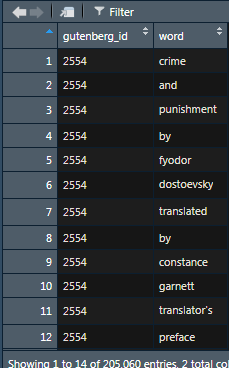 Filter
gutenberg_id word
1 2554 crime
2 2554 and
3 2554 punishment
4 2554 by
5 2554 fyodor
6 2554 dostoevsky
7 2554 translated
8 2554 by
9 2554 constance
10 2554 garnett
11 2554 translator's
12 2554 preface
Showing 1 to 14 of 205,060 entries, 2 total col